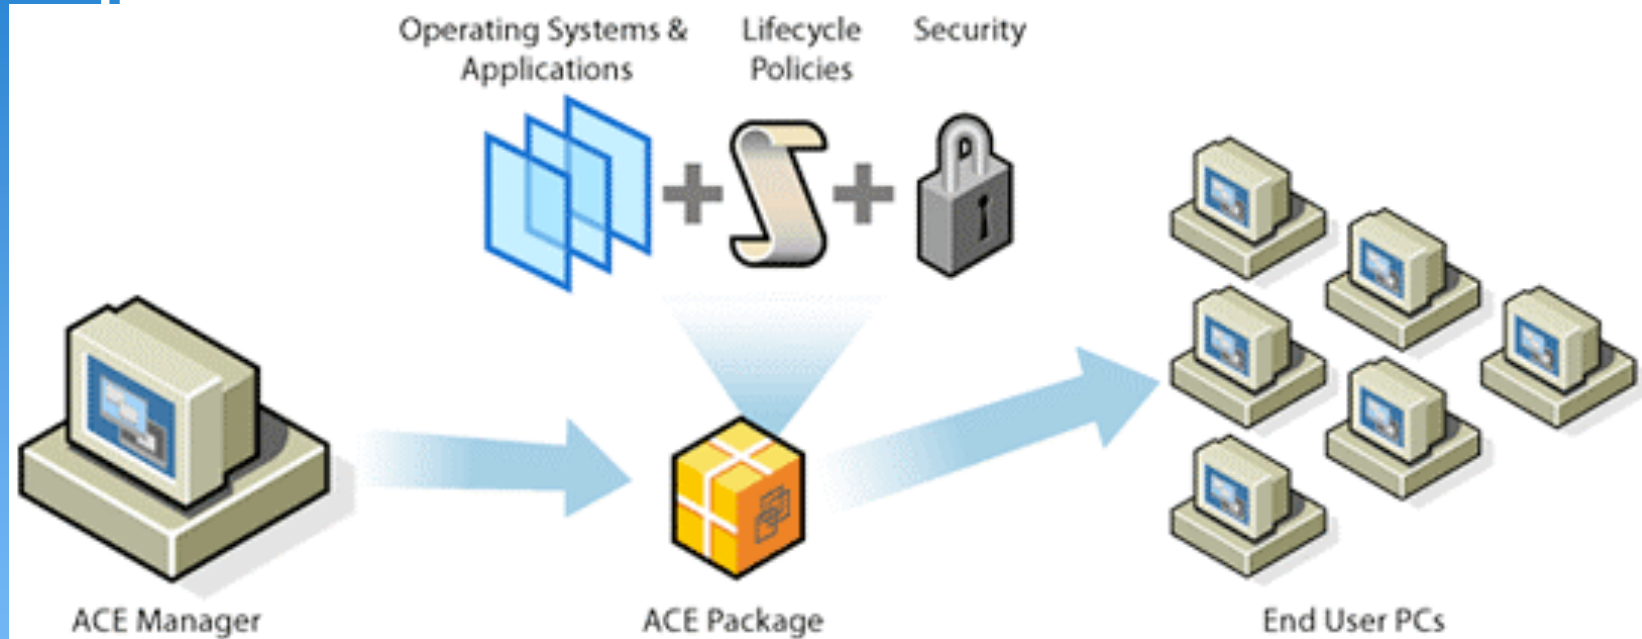 Operating Systems &
Applications
Lifecycle
Policies
Security
ACE Manager
ACE Package
End User PCs